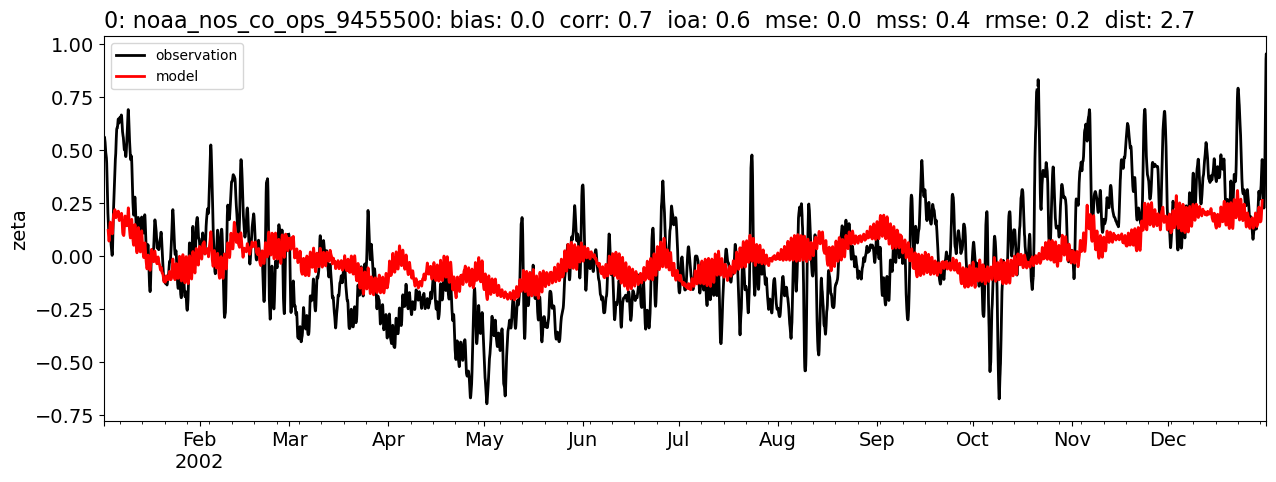 0: noaa_nos_co_ops_9455500: bias: 0.0  corr: 0.7  ioa: 0.6  mse: 0.0  mss: 0.4  rmse: 0.2  dist: 2.7
observation
model
zeta
1.00
0.75
0.50
0.25
0.00
−0.25
−0.50
−0.75
Feb
2002
Mar
Apr
May
Jun
Jul
Aug
Sep
Oct
Nov
Dec